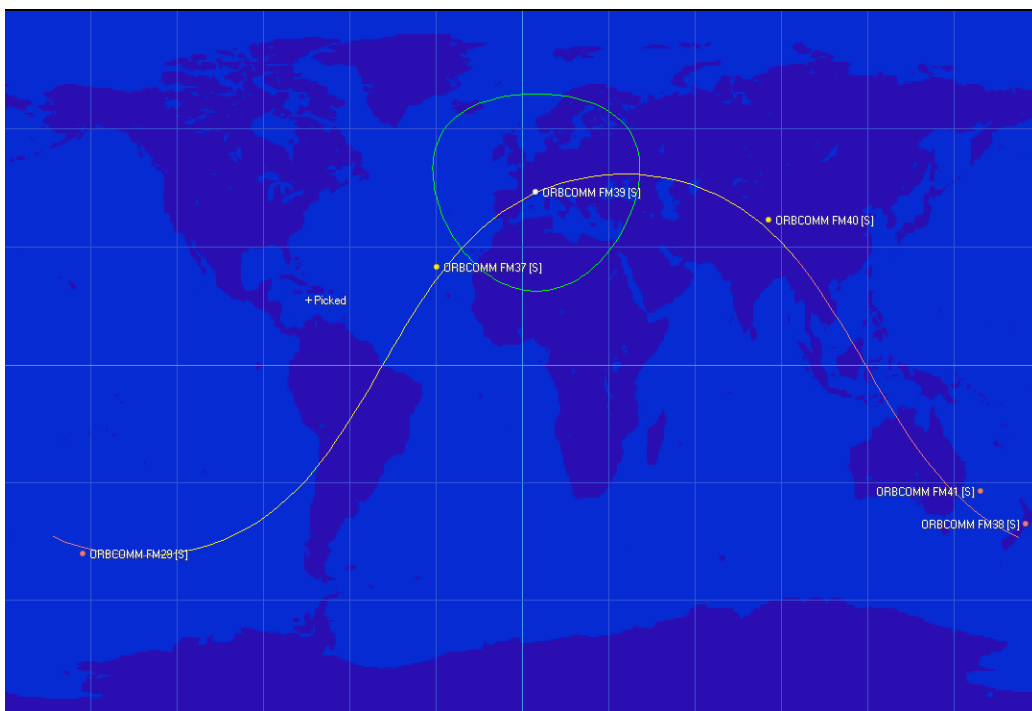 ORBCOMM FM39 [S]
ORBCOMM FM40 [S]
ORBCOMM FM37 [S]
Picked
ORBCOMM FM41 [S]
ORBCOMM FM38 [S]
ORBCOMM FM29 [S]